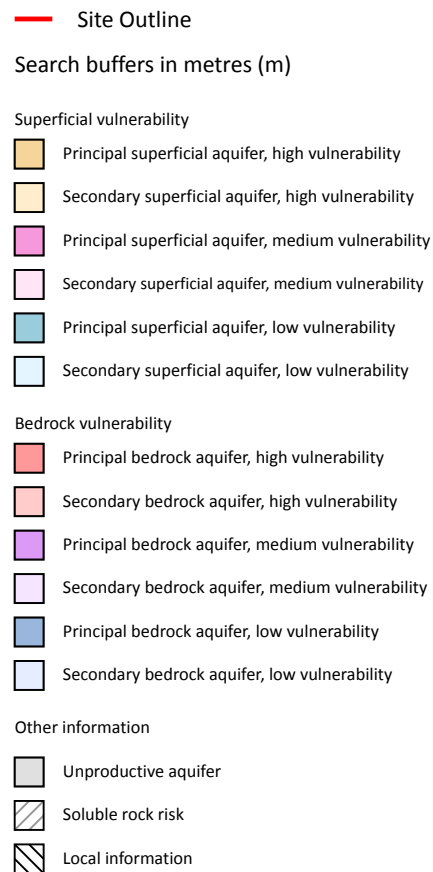 Site Outline
Search buffers in metres (m)
Superficial vulnerability
Principal superficial aquifer, high vulnerability
Secondary superficial aquifer, high vulnerability
Principal superficial aquifer, medium vulnerability
Secondary superficial aquifer, medium vulnerability
Principal superficial aquifer, low vulnerability
Secondary superficial aquifer, low vulnerability
Bedrock vulnerability
Principal bedrock aquifer, high vulnerability
Secondary bedrock aquifer, high vulnerability
Principal bedrock aquifer, medium vulnerability
Secondary bedrock aquifer, medium vulnerability
Principal bedrock aquifer, low vulnerability
Secondary bedrock aquifer, low vulnerability
Other information
Unproductive aquifer
Soluble rock risk
Local information